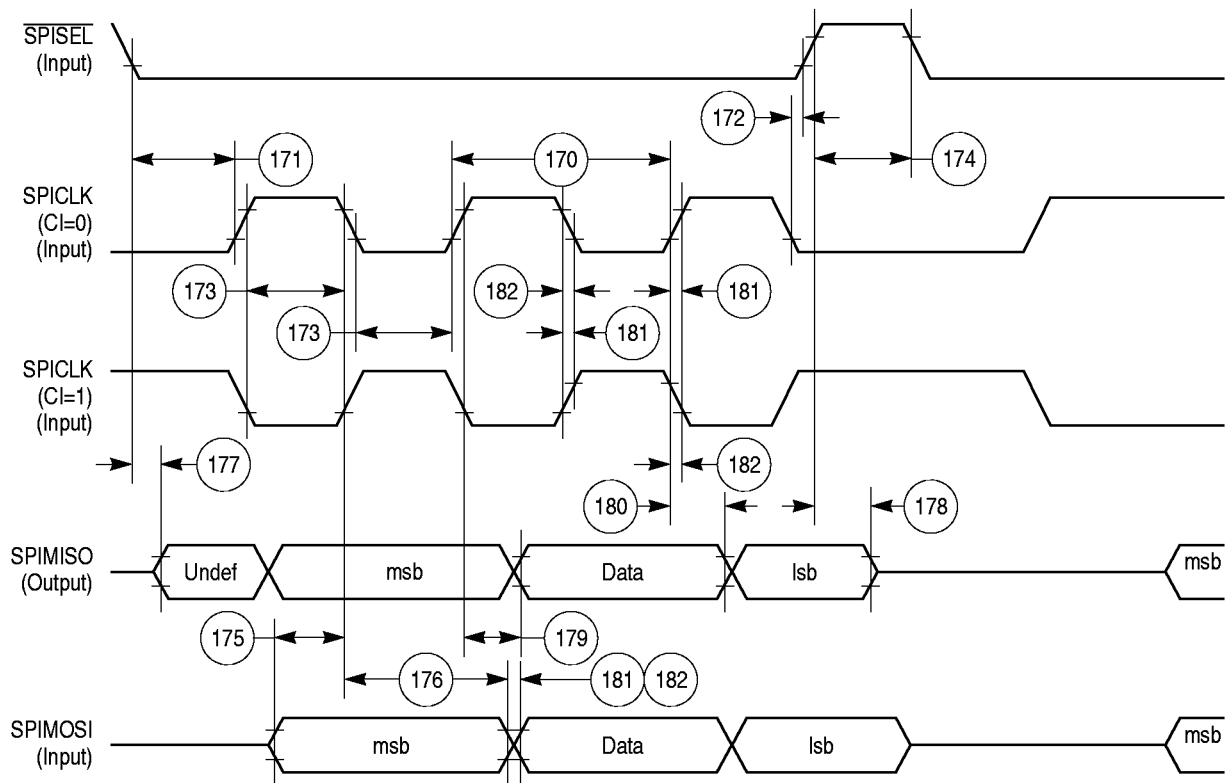 SPISEL
(Input)
172
171
170
174
SPICLK
(CI=0)
(Input)
173
182
181
173
181
SPICLK
(CI=1)
(Input)
177
182
180
178
SPIMISO
(Output)
Undef
msb
Data
lsb
msb
175
179
176
181
182
SPIMOSI
(Input)
msb
Data
lsb
msb